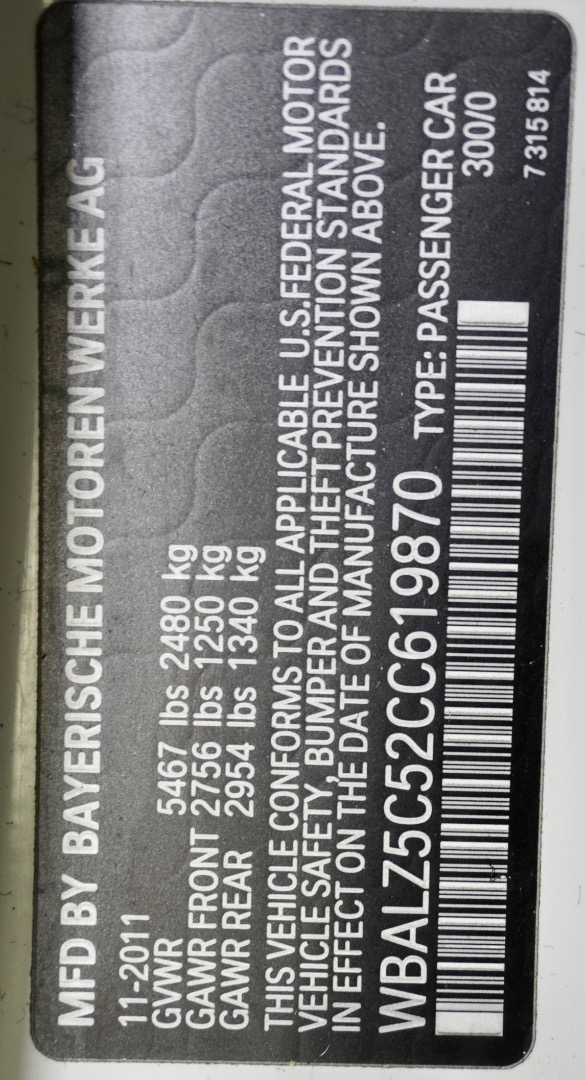 MFD BY BAYERISCHE MOTOREN WERKE AG
11-2011
GVWR 5467 lbs 2480 kg
GAWR FRONT 2756 lbs 1250 kg
GAWR REAR 2954 lbs 1340 kg
THIS VEHICLE CONFORMS TO ALL APPLICABLE U.S.FEDERAL MOTOR
VEHICLE SAFETY, BUMPER AND THEFT PREVENTION STANDARDS
IN EFFECT ON THE DATE OF MANUFACTURE SHOWN ABOVE.
WBALZ5C52CC619870 TYPE: PASSENGER CAR
300/0
7 315 814